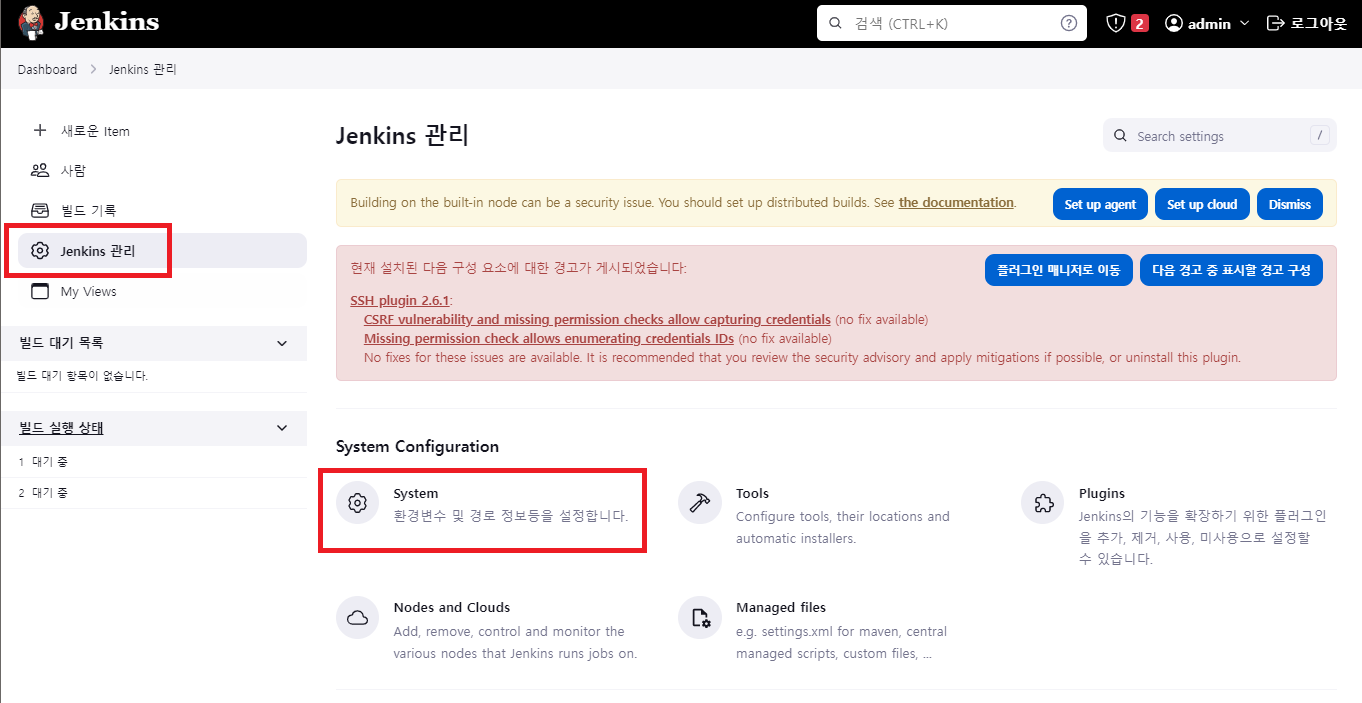 Jenkins
검색 (CTRL+K)
2
admin
로그아웃
Dashboard
Jenkins 관리
새로운 Item
사람
빌드 기록
Jenkins 관리
My Views
빌드 대기 목록
빌드 대기 항목이 없습니다.
빌드 실행 상태
1 대기 중
2 대기 중
Jenkins 관리
Search settings
/
Building on the built-in node can be a security issue. You should set up distributed builds. See the documentation.
Set up agent
Set up cloud
Dismiss
현재 설치된 다음 구성 요소에 대한 경고가 게시되었습니다:
플러그인 매니저로 이동
다음 경고 중 표시할 경고 구성
SSH plugin 2.6.1:
CSRF vulnerability and missing permission checks allow capturing credentials (no fix available)
Missing permission check allows enumerating credentials IDs (no fix available)
No fixes for these issues are available. It is recommended that you review the security advisory and apply mitigations if possible, or uninstall this plugin.
System Configuration
System
환경변수 및 경로 정보등을 설정합니다.
Tools
Configure tools, their locations and
automatic installers.
Plugins
Jenkins의 기능을 확장하기 위한 플러그인
을 추가, 제거, 사용, 미사용으로 설정할
수 있습니다.
Nodes and Clouds
Add, remove, control and monitor the
various nodes that Jenkins runs jobs on.
Managed files
e.g. settings.xml for maven, central
managed scripts, custom files, ...